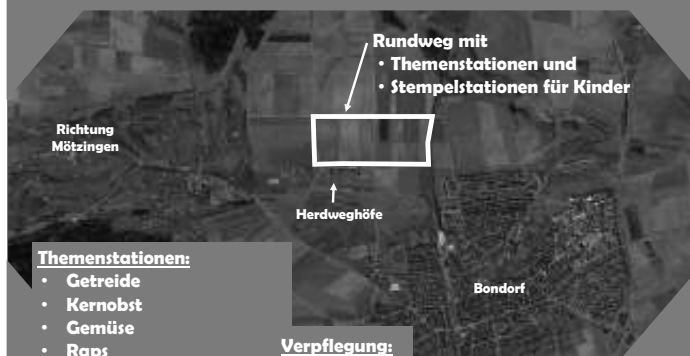 Rundweg mit
• Themenstationen und
• Stempelstationen für Kinder
Richtung
Mötzingen
Herdweghöfe
Bondorf
Themenstationen:
• Getreide
• Kernobst
• Gemüse
• Raps
Verpflegung: